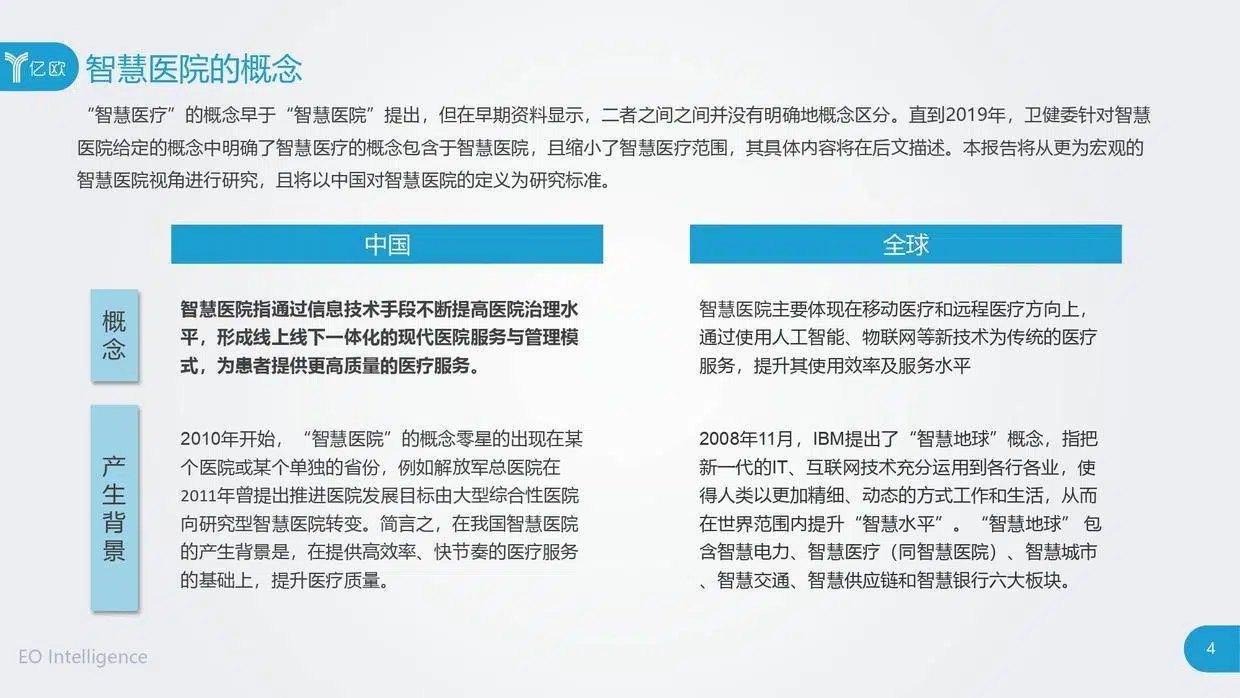 亿欧
智慧医院的概念
“智慧医疗”的概念早于“智慧医院”提出，但在早期资料显示，二者之间之间并没有明确地概念区分。直到2019年，卫健委针对智慧
医院给定的概念中明确了智慧医疗的概念包含于智慧医院，且缩小了智慧医疗范围，其具体内容将在后文描述。本报告将从更为宏观的
智慧医院视角进行研究，且将以中国对智慧医院的定义为研究标准。
中国
全球
概
念
智慧医院指通过信息技术手段不断提高医院治理水
平，形成线上线下一体化的现代医院服务与管理模
式，为患者提供更高质量的医疗服务。
智慧医院主要体现在移动医疗和远程医疗方向上，
通过使用人工智能、物联网等新技术为传统的医疗
服务，提升其使用效率及服务水平
产
生
背
景
2010年开始，“智慧医院”的概念零星的出现在某
个医院或某个单独的省份，例如解放军总医院在
2011年曾提出推进医院发展目标由大型综合性医院
向研究型智慧医院转变。简言之，在我国智慧医院
的产生背景是，在提供高效率、快节奏的医疗服务
的基础上，提升医疗质量。
2008年11月，IBM提出了“智慧地球”概念，指把
新一代的IT、互联网技术充分运用到各行各业，使
得人类以更加精细、动态的方式工作和生活，从而
在世界范围内提升“智慧水平”。“智慧地球” 包
含智慧电力、智慧医疗（同智慧医院）、智慧城市
、智慧交通、智慧供应链和智慧银行六大板块。
EO Intelligence
4